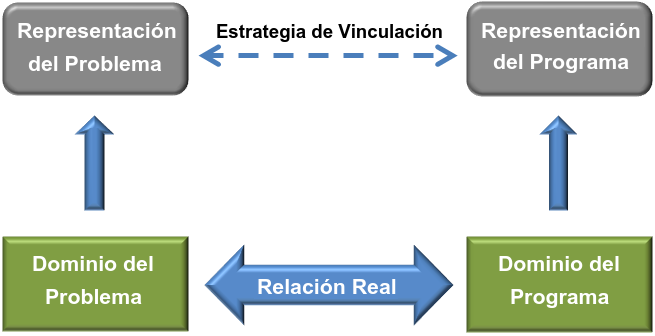 Representación
del Problema
Estrategia de Vinculación
Representación
del Programa
Dominio del
Problema
Relación Real
Dominio del
Programa